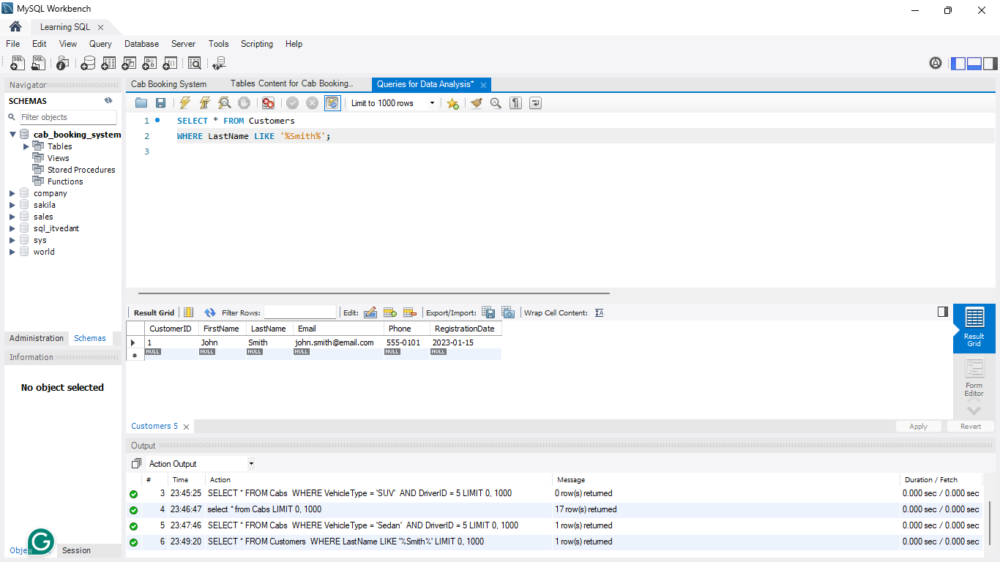 MySQL Workbench
Learning SQL
File Edit View Query Database Server Tools Scripting Help
Navigator
SCHEMAS
Filter objects
cab_booking_system
Tables
Views
Stored Procedures
Functions
company
sakila
sales
sql_itvedant
sys
world
Administration Schemas
Information
No object selected
Session
Cab Booking System Tables Content for Cab Booking... Queries for Data Analysis*
Limit to 1000 rows
1 SELECT * FROM Customers
2 WHERE LastName LIKE '%Smith%';
3
Result Grid Filter Rows: Edit: Export/Import: Wrap Cell Content:
CustomerID FirstName LastName Email Phone RegistrationDate
1 John Smith john.smith@email.com 555-0101 2023-01-15
NULL NULL NULL NULL NULL NULL
Result
Grid
Form
Editor
Customers 5
Apply Revert
Output
Action Output
# Time Action Message Duration / Fetch
3 23:45:25 SELECT * FROM Cabs WHERE VehicleType = 'SUV' AND DriverID = 5 LIMIT 0, 1000 0 row(s) returned 0.000 sec / 0.000 sec
4 23:46:47 select * from Cabs LIMIT 0, 1000 17 row(s) returned 0.000 sec / 0.000 sec
5 23:47:46 SELECT * FROM Cabs WHERE VehicleType = 'Sedan' AND DriverID = 5 LIMIT 0, 1000 1 row(s) returned 0.000 sec / 0.000 sec
6 23:49:20 SELECT * FROM Customers WHERE LastName LIKE '%Smith%' LIMIT 0, 1000 1 row(s) returned 0.000 sec / 0.000 sec